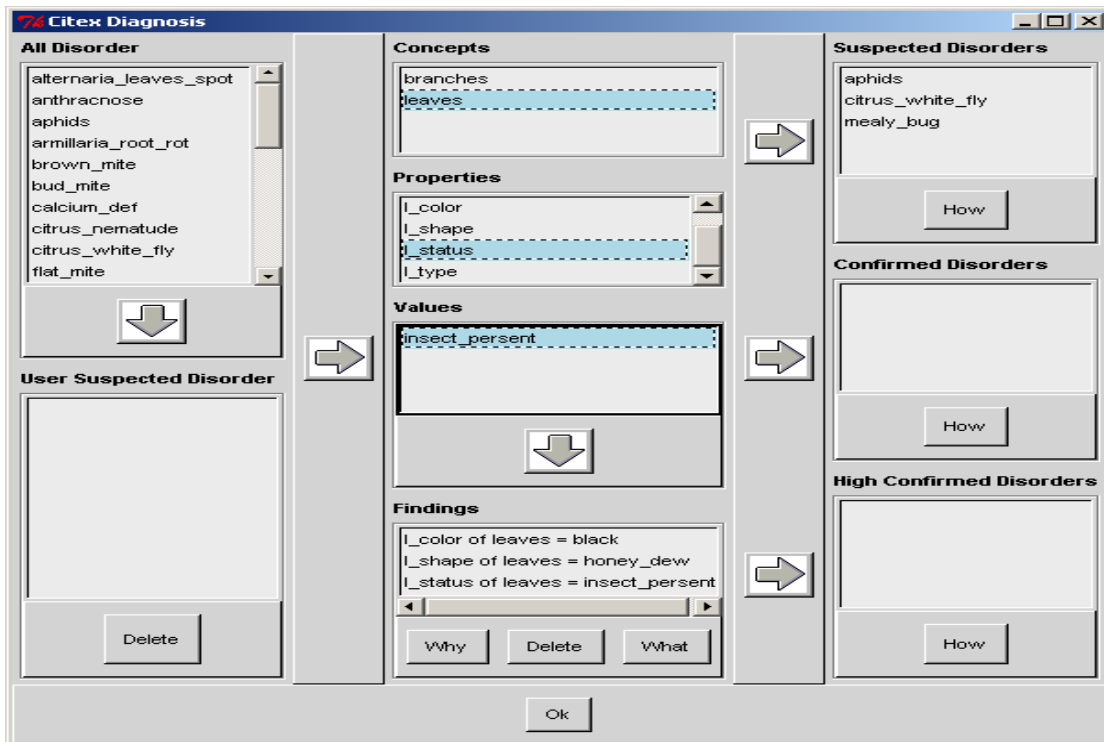 Citex Diagnosis
All Disorder
alternaria_leaves_spot
anthracnose
aphids
armillaria_root_rot
brown_mite
bud_mite
calcium_def
citrus_nematude
citrus_white_fly
flat_mite
User Suspected Disorder
Delete
Concepts
branches
leaves
Properties
l_color
l_shape
l_status
l_type
Values
insect_persent
Findings
l_color of leaves = black
l_shape of leaves = honey_dew
l_status of leaves = insect_persent
Why
Delete
What
Suspected Disorders
aphids
citrus_white_fly
mealy_bug
How
Confirmed Disorders
How
High Confirmed Disorders
How
Ok